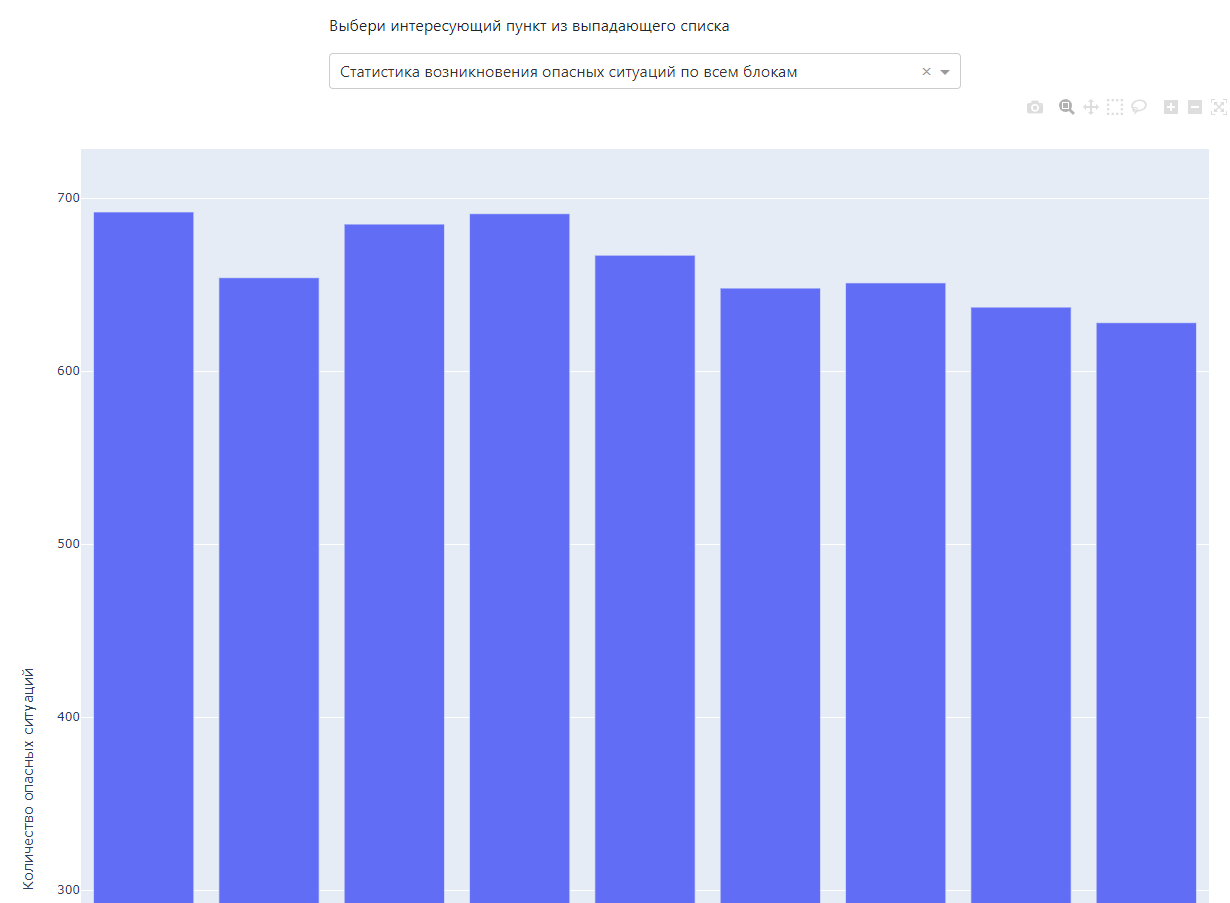 Выбери интересующий пункт из выпадающего списка
Статистика возникновения опасных ситуаций по всем блокам
700
600
500
400
300
Количество опасных ситуаций